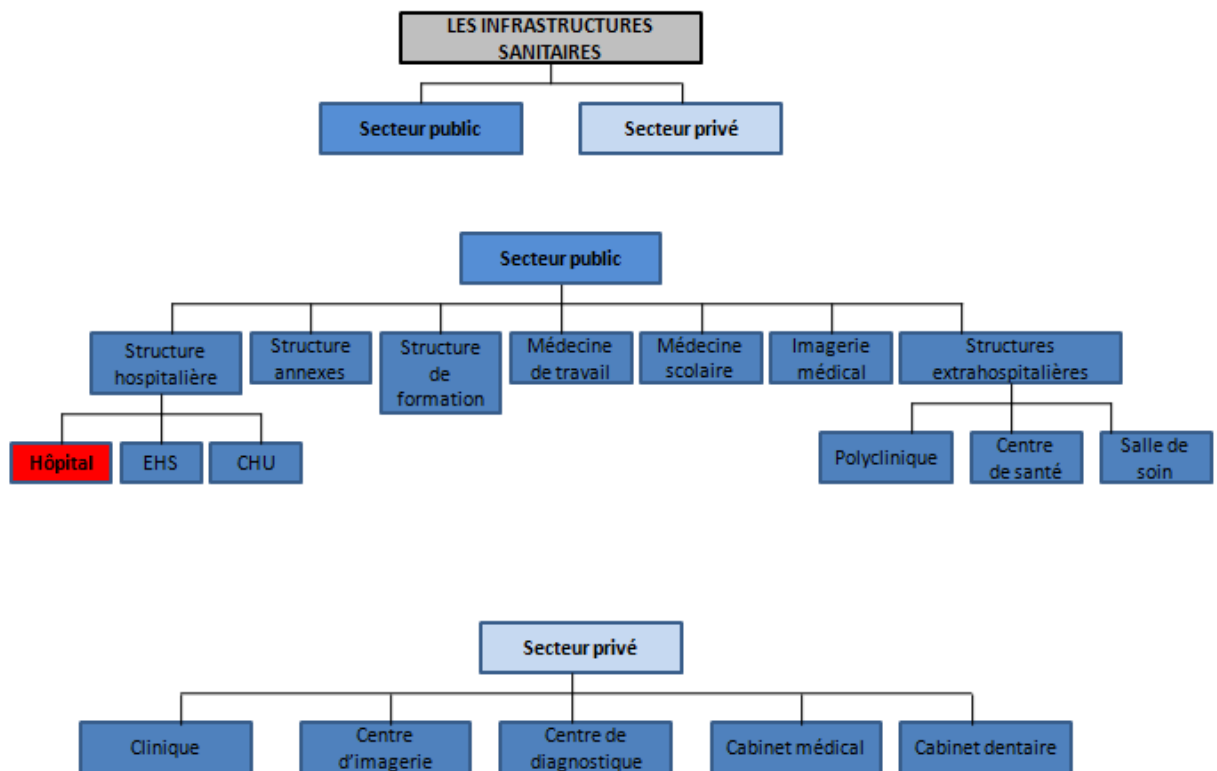 LES INFRASTRUCTURES
SANITAIRES
Secteur public
Secteur privé
Secteur public
Structure
hospitalière
Structure
annexes
Structure
de
formation
Médecine
de travail
Médecine
scolaire
Imagerie
médical
Structures
extrahospitalières
Hôpital
EHS
CHU
Polyclinique
Centre
de santé
Salle de
soin
Secteur privé
Clinique
Centre
d'imagerie
Centre de
diagnostique
Cabinet médical
Cabinet dentaire